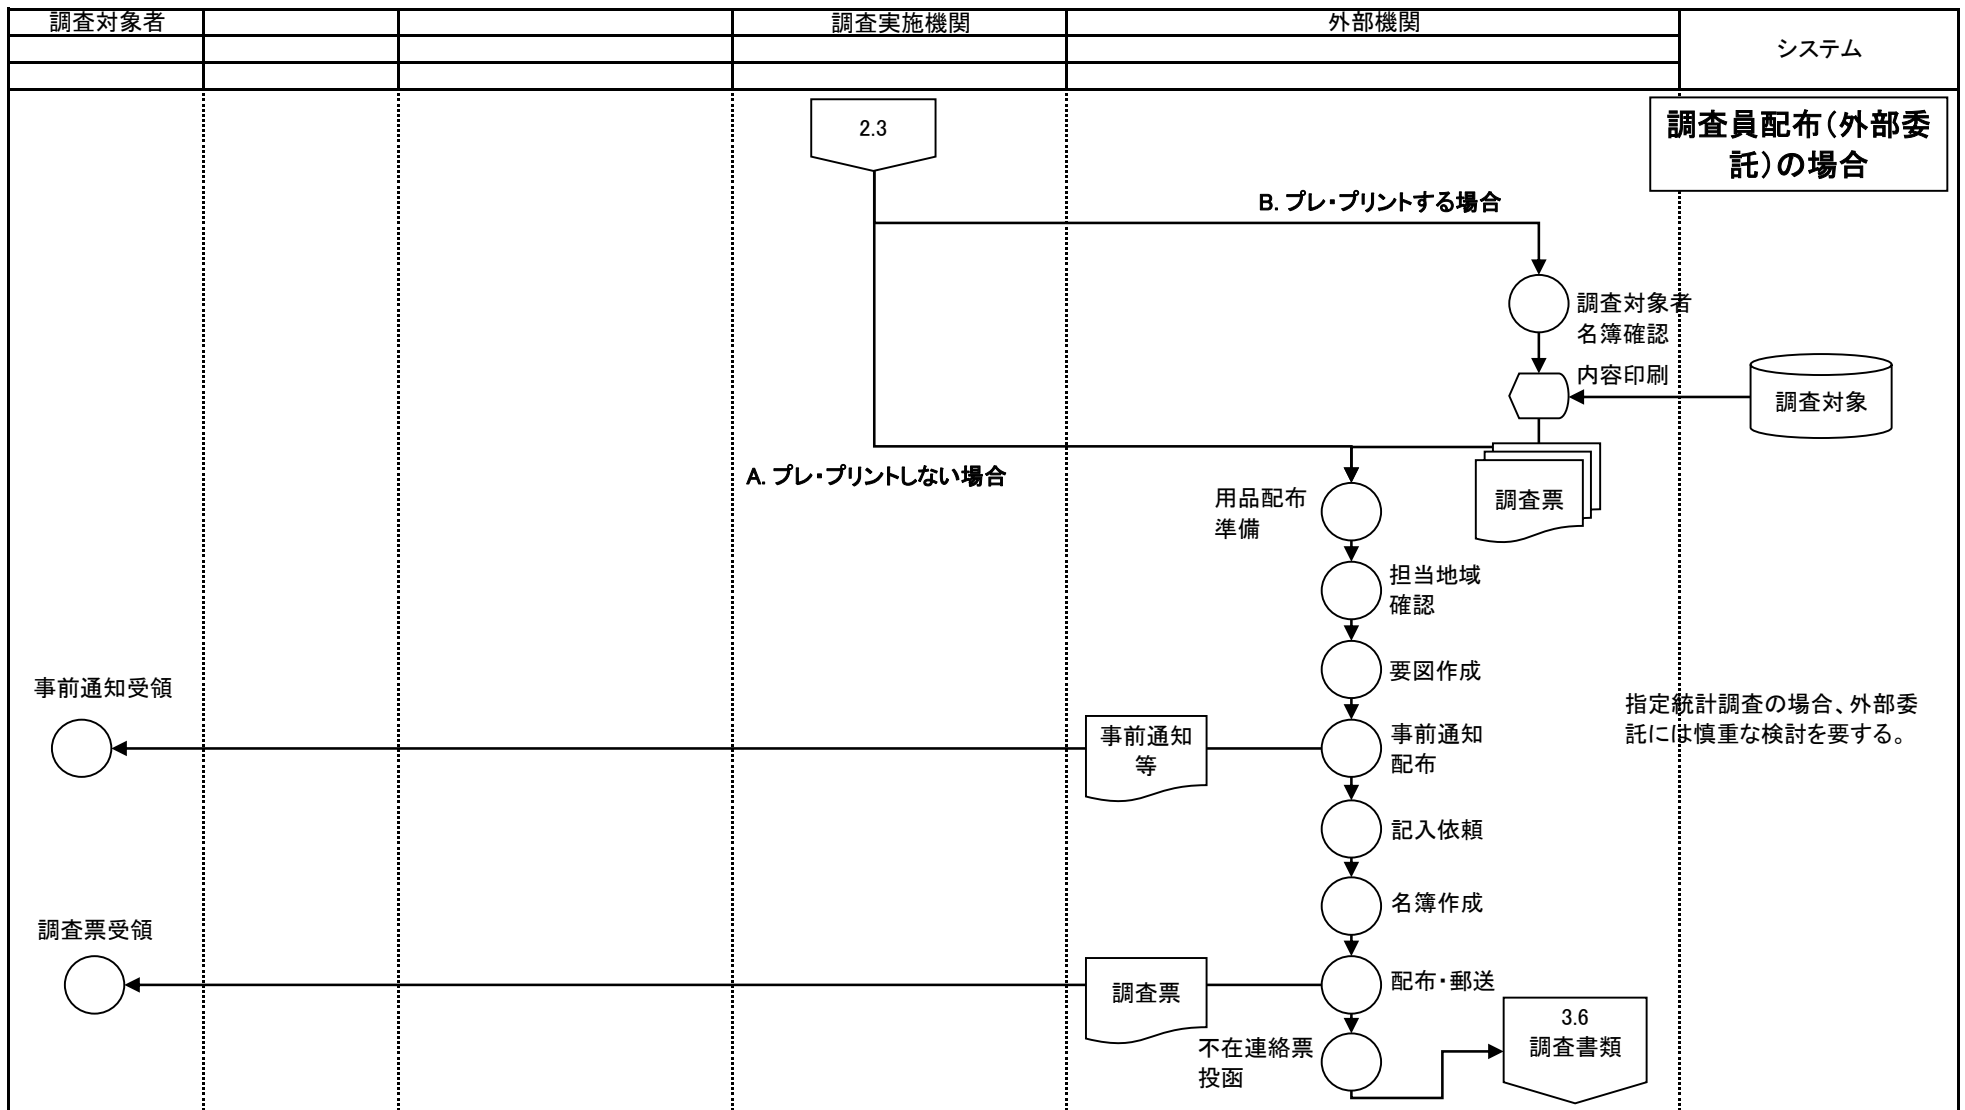 調査対象者
調査実施機関
外部機関
システム
2.3
調査員配布(外部委
託)の場合
B. プレ・プリントする場合
調査対象者
名簿確認
内容印刷
調査対象
A. プレ・プリントしない場合
用品配布
準備
調査票
担当地域
確認
要図作成
事前通知受領
指定統計調査の場合、外部委
託には慎重な検討を要する。
事前通知
等
事前通知
配布
記入依頼
名簿作成
調査票受領
調査票
配布・郵送
3.6
調査書類
不在連絡票
投函